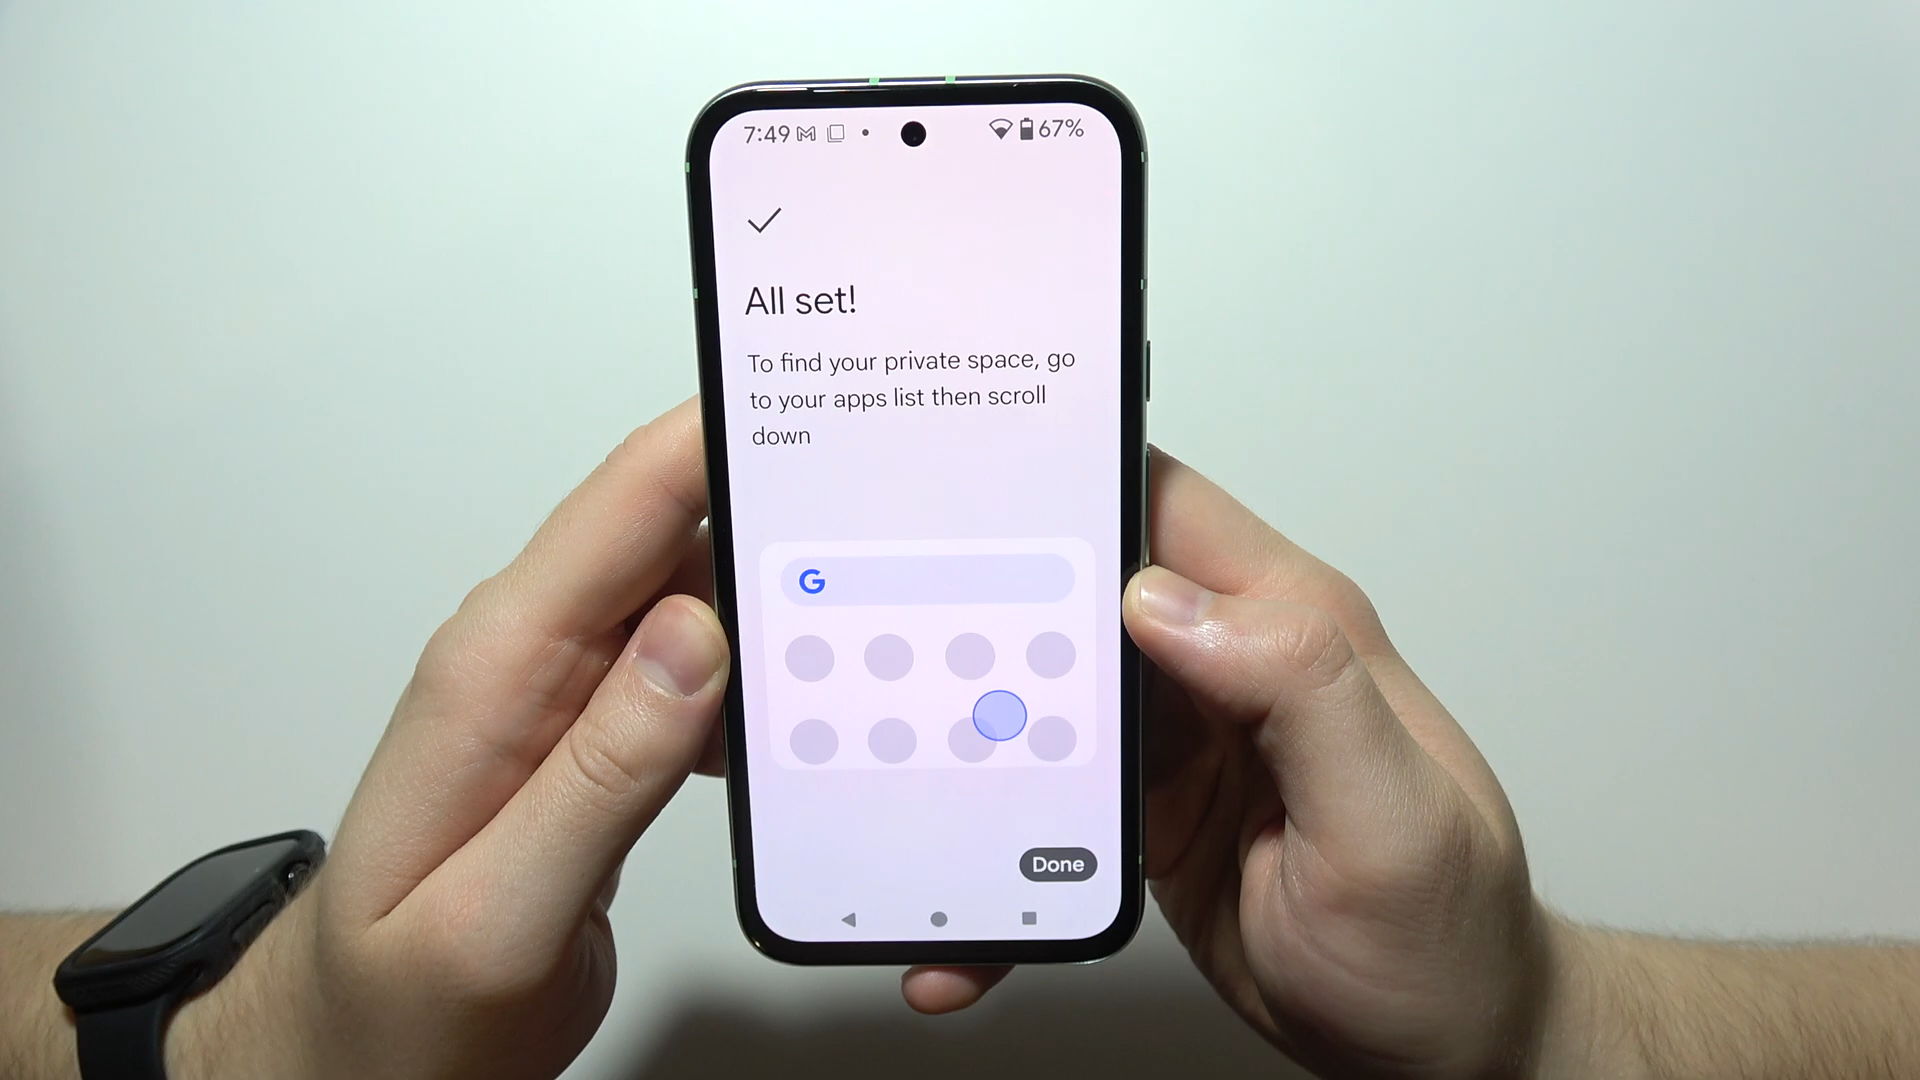 7:49 67%
All set!
To find your private space, go
to your apps list then scroll
down
G
Done